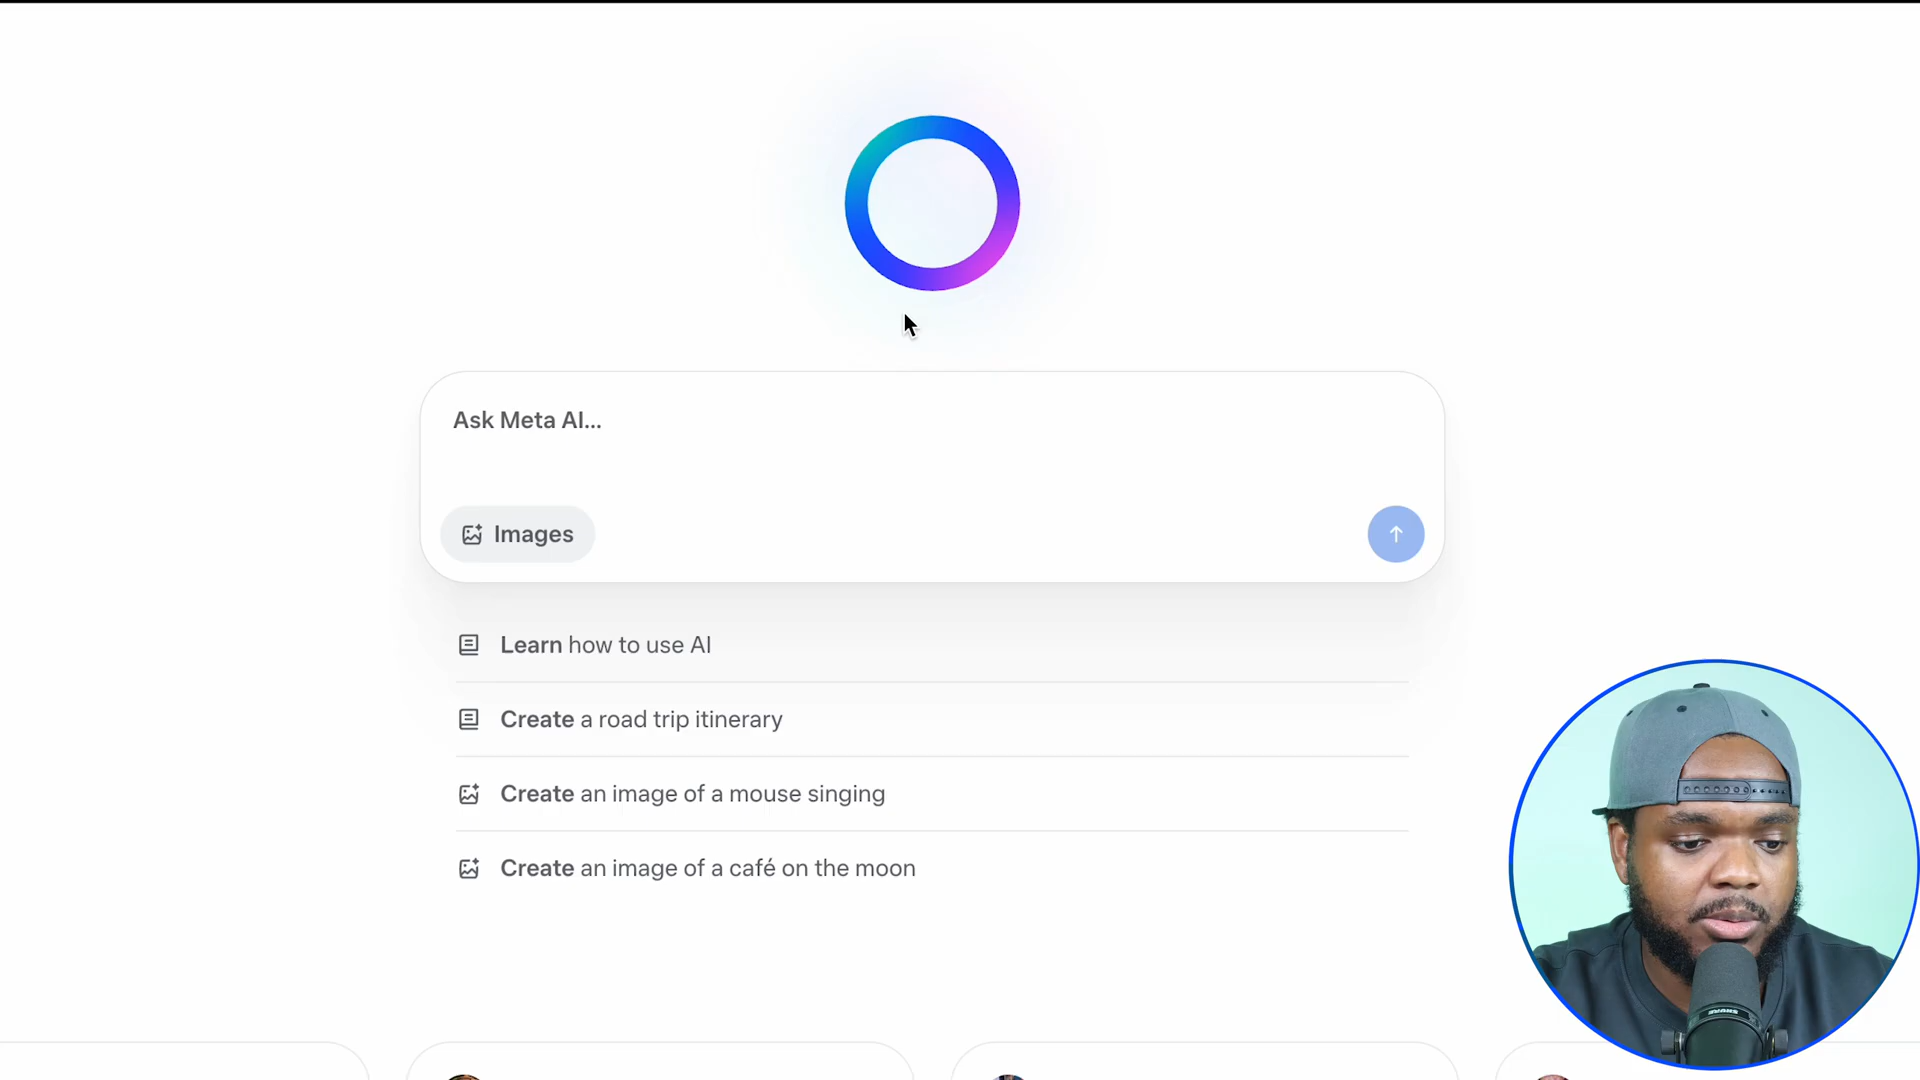 Ask Meta AI...
Images
Learn how to use AI
Create a road trip itinerary
Create an image of a mouse singing
Create an image of a café on the moon
SHURE